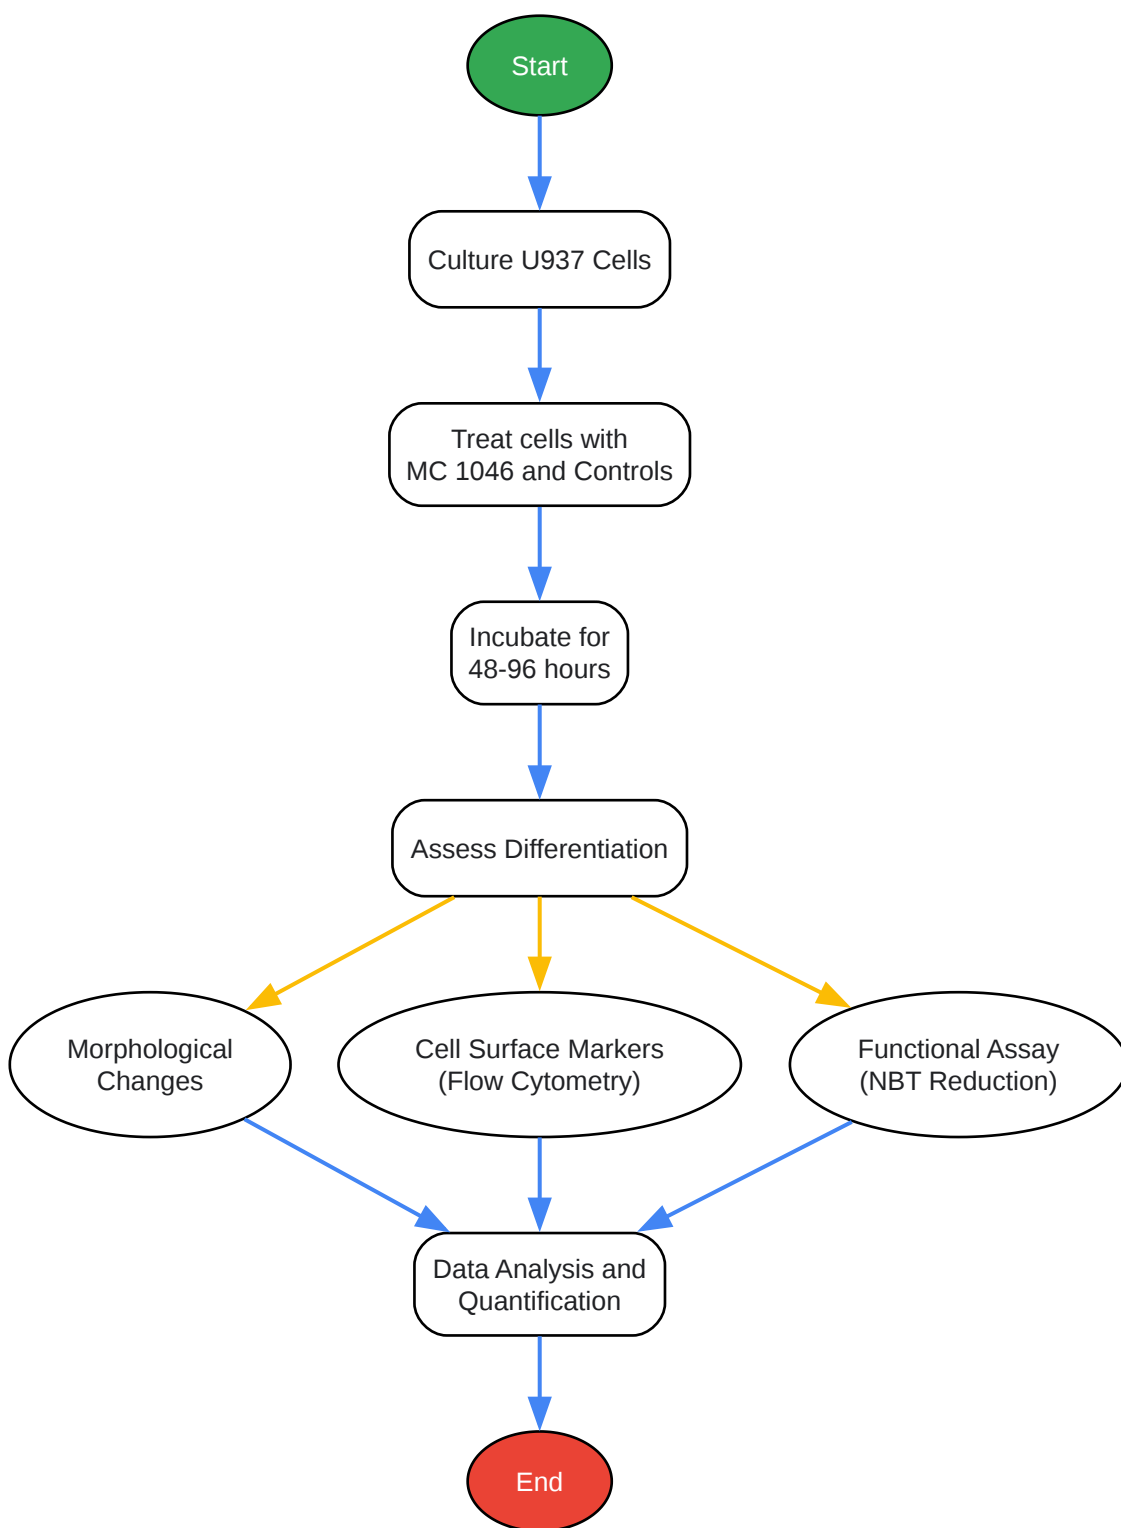 Start
Culture U937 Cells
Treat cells with
MC 1046 and Controls
Incubate for
48-96 hours
Assess Differentiation
Morphological
Changes
Cell Surface Markers
(Flow Cytometry)
Functional Assay
(NBT Reduction)
Data Analysis and
Quantification
End